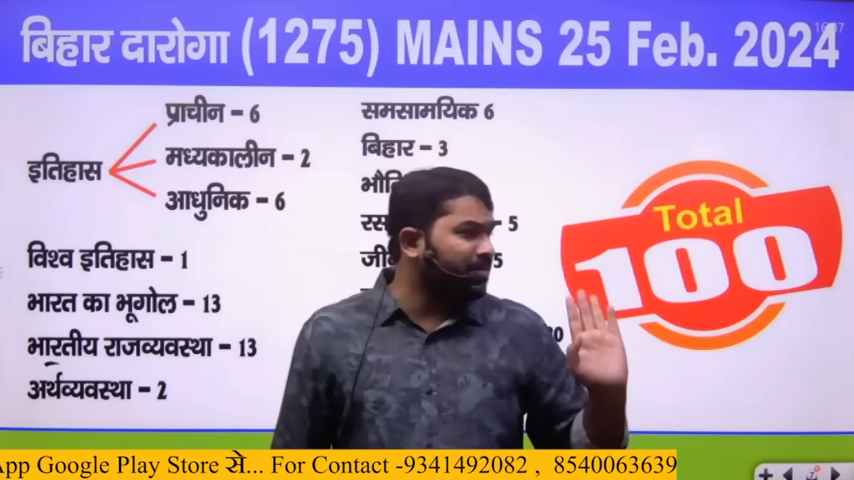 बिहार दारोगा (1275) MAINS 25 Feb. 2024
इतिहास
प्राचीन - 6
मध्यकालीन - 2
आधुनिक - 6
विश्व इतिहास - 1
भारत का भूगोल - 13
भारतीय राजव्यवस्था - 13
अर्थव्यवस्था - 2
समसामयिक 6
बिहार - 3
- 5
5
Total
100
App Google Play Store से... For Contact -9341492082 , 8540063639